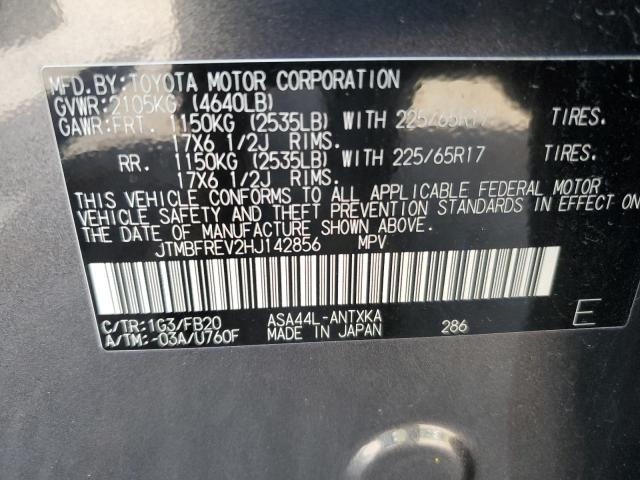 MFD.BY:TOYOTA MOTOR CORPORATION
GVWR:2105KG (4640LB)
GAWR:FRT. 1150KG (2535LB) WITH 225/65R17 TIRES.
17X6 1/2J RIMS.
RR. 1150KG (2535LB) WITH 225/65R17 TIRES.
17X6 1/2J RIMS.
THIS VEHICLE CONFORMS TO ALL APPLICABLE FEDERAL MOTOR
VEHICLE SAFETY AND THEFT PREVENTION STANDARDS IN EFFECT ON
THE DATE OF MANUFACTURE SHOWN ABOVE.
JTMBFREV2HJ142856 MPV
C/TR:1G3/FB20 ASA44L-ANTXKA
A/TM:-03A/U760F MADE IN JAPAN 286 E